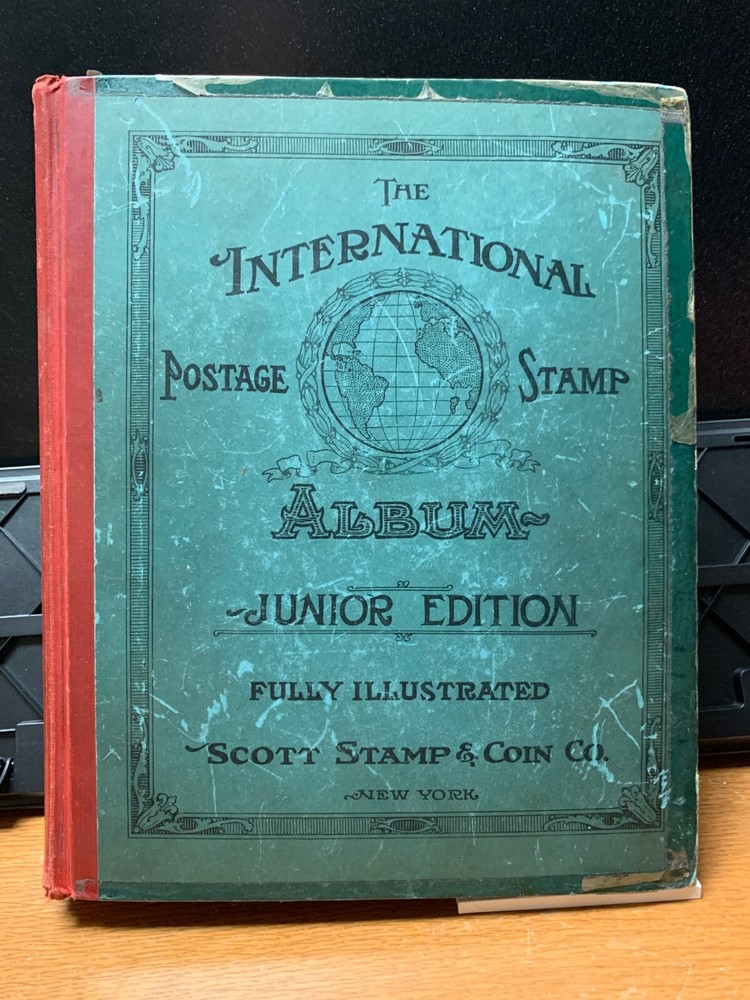 THE
INTERNATIONAL
POSTAGE STAMP
ALBUM
JUNIOR EDITION
FULLY ILLUSTRATED
SCOTT STAMP & COIN CO.
NEW YORK